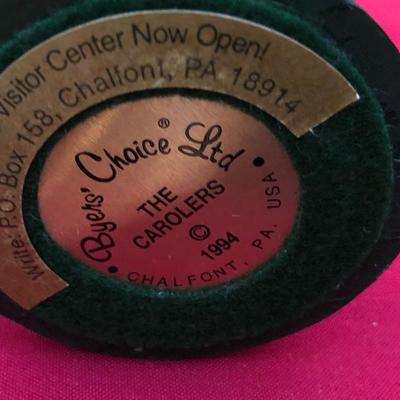 Visitor Center Now Open!
Write: P.O. Box 158, Chalfont, PA 18914
Byers' Choice® Ltd
THE
CAROLERS
© 1994
CHALFONT, PA. USA